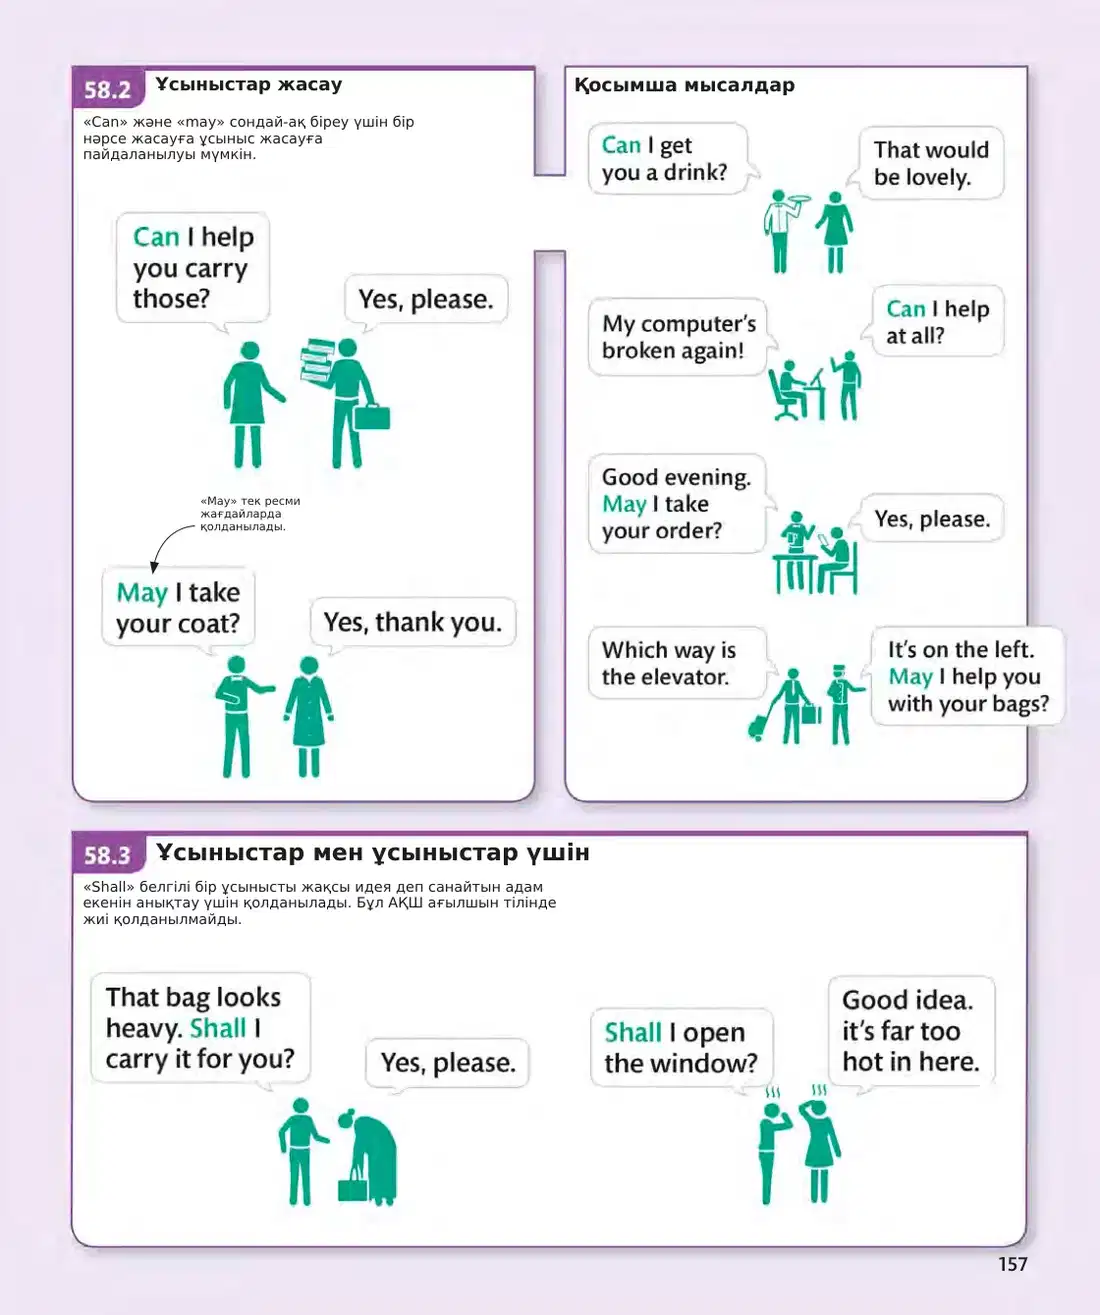 58.2
Ұсыныстар жасау
«Can» және «may» сондай-ақ біреу үшін бір
нәрсе жасауға ұсыныс жасауға
пайдаланылуы мүмкін.
Can I help
you carry
those?
Yes, please.
«May» тек ресми
жағдайларда
қолданылады.
May I take
your coat?
Yes, thank you.
Қосымша мысалдар
Can I get
you a drink?
That would
be lovely.
My computer's
broken again!
Can I help
at all?
Good evening.
May I take
your order?
Yes, please.
Which way is
the elevator.
It's on the left.
May I help you
with your bags?
58.3
Ұсыныстар мен ұсыныстар үшін
«Shall» белгілі бір ұсынысты жақсы идея деп санайтын адам
екенін анықтау үшін қолданылады. Бұл АҚШ ағылшын тілінде
жиі қолданылмайды.
That bag looks
heavy. Shall I
carry it for you?
Yes, please.
Shall I open
the window?
Good idea.
it's far too
hot in here.
157